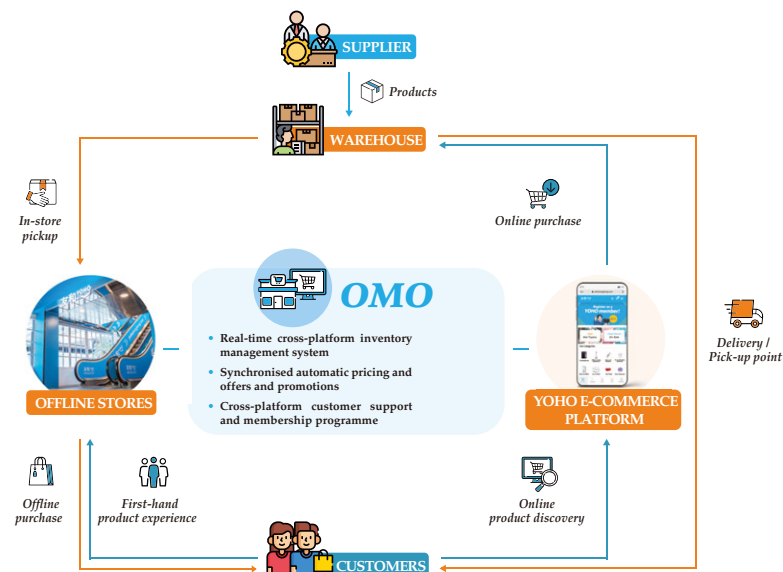 SUPPLIER
Products
WAREHOUSE
In-store
pickup
Online purchase
OMO
• Real-time cross-platform inventory
management system
• Synchronised automatic pricing and
offers and promotions
• Cross-platform customer support
and membership programme
Delivery /
Pick-up point
OFFLINE STORES
YOHO E-COMMERCE
PLATFORM
Offline
purchase
First-hand
product experience
Online
product discovery
CUSTOMERS